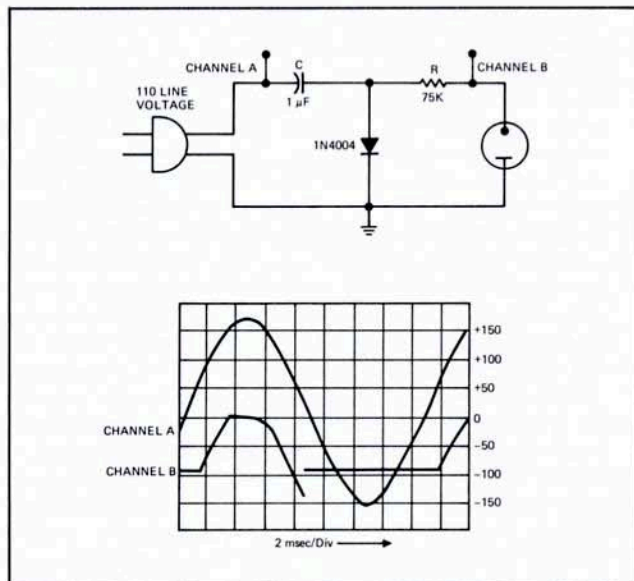 CHANNEL A
C
1 µF
R
75K
CHANNEL B
110 LINE
VOLTAGE
1N4004
+150
+100
+50
0
-50
-100
-150
CHANNEL A
CHANNEL B
2 msec/Div